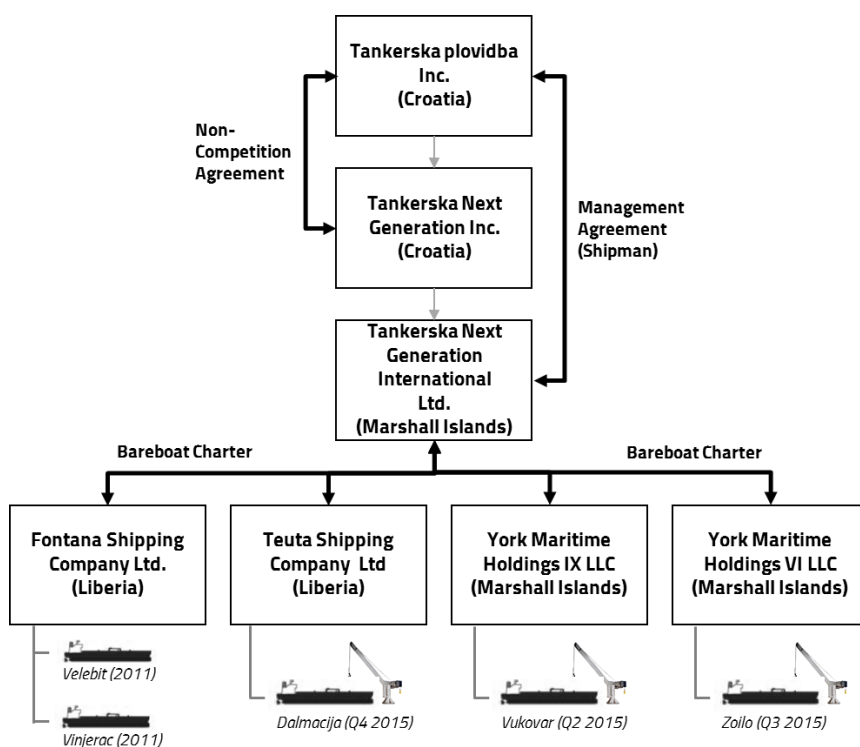 Tankerska plovidba
Inc.
(Croatia)
Non-
Competition
Agreement
Tankerska Next
Generation Inc.
(Croatia)
Management
Agreement
(Shipman)
Tankerska Next
Generation
International
Ltd.
(Marshall Islands)
Bareboat Charter
Bareboat Charter
Fontana Shipping
Company Ltd.
(Liberia)
Teuta Shipping
Company Ltd
(Liberia)
York Maritime
Holdings IX LLC
(Marshall Islands)
York Maritime
Holdings VI LLC
(Marshall Islands)
Velebit (2011)
Vinjerac (2011)
Dalmacija (Q4 2015)
Vukovar (Q2 2015)
Zoilo (Q3 2015)